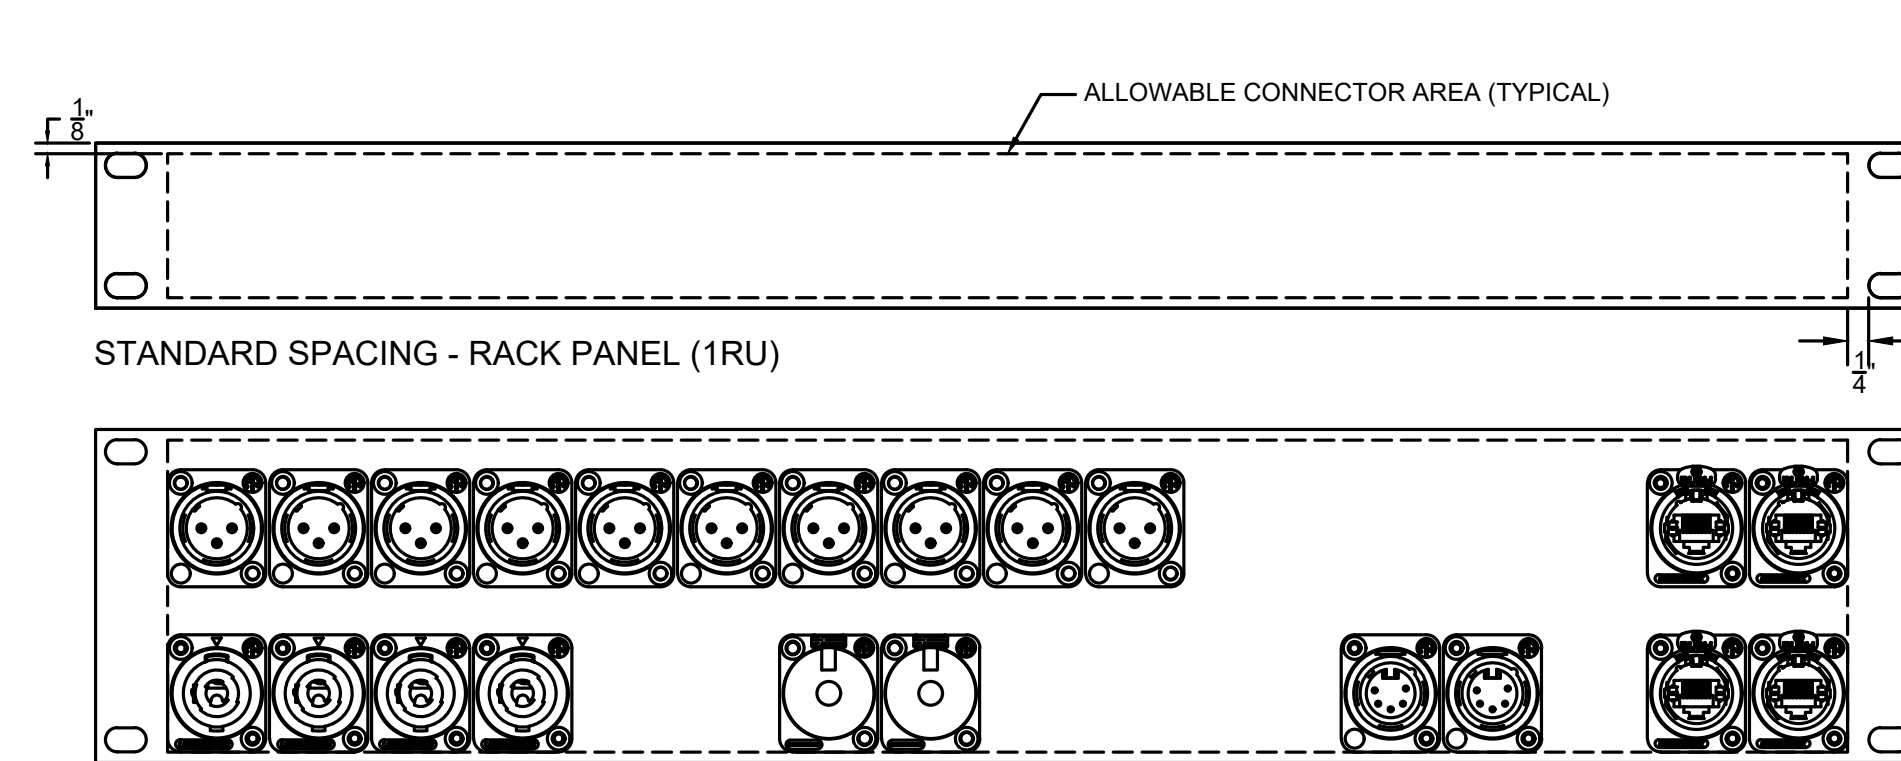 ALLOWABLE CONNECTOR AREA (TYPICAL)
1/8"
STANDARD SPACING - RACK PANEL (1RU)
1/4"